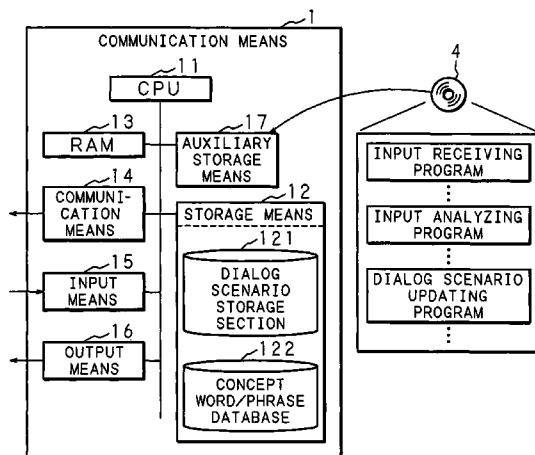 1
COMMUNICATION MEANS
11
CPU
13
RAM
17
AUXILIARY
STORAGE
MEANS
14
COMMUNI-
CATION
MEANS
12
STORAGE MEANS
121
DIALOG
SCENARIO
STORAGE
SECTION
15
INPUT
MEANS
16
OUTPUT
MEANS
122
CONCEPT
WORD/PHRASE
DATABASE
4
INPUT RECEIVING
PROGRAM
INPUT ANALYZING
PROGRAM
DIALOG SCENARIO
UPDATING
PROGRAM